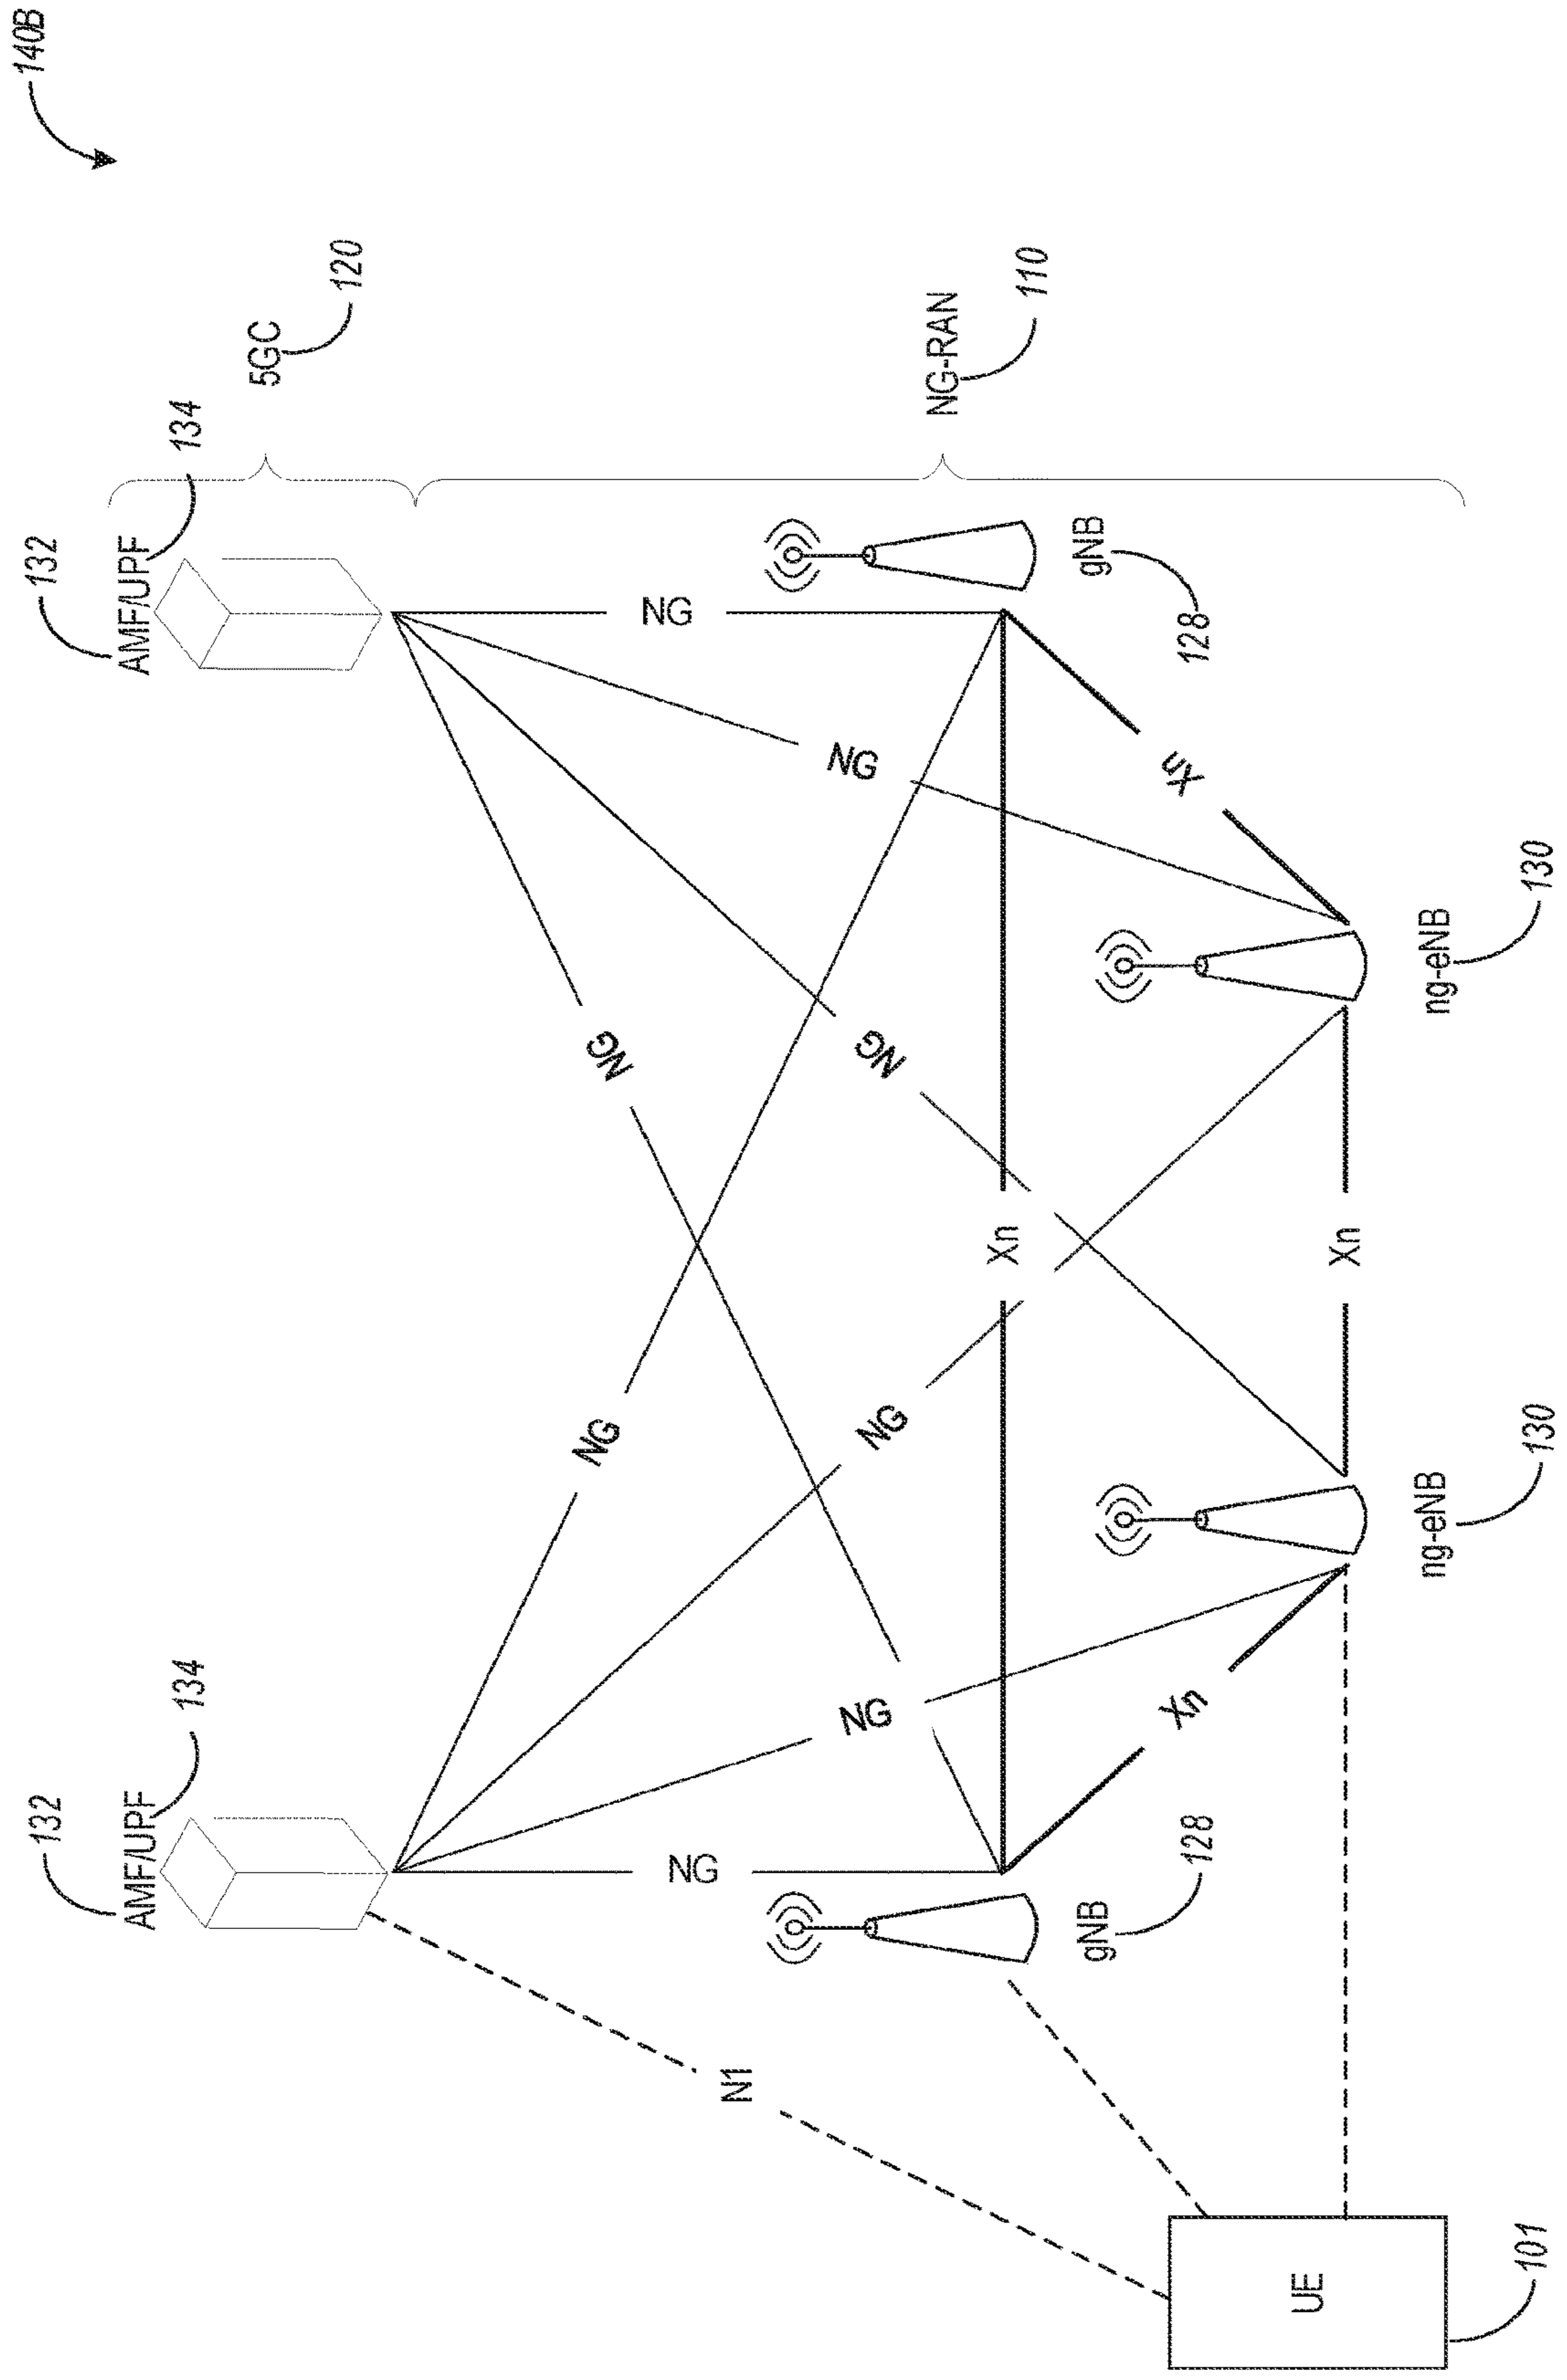 140B
132
AMF/UPF
134
132
AMF/UPF
134
5GC
120
NG
NG
NG
NG
NG
NG
NG
NG
N1
gNB
128
gNB
128
NG-RAN
110
Xn
Xn
Xn
Xn
UE
101
ng-eNB
130
ng-eNB
130